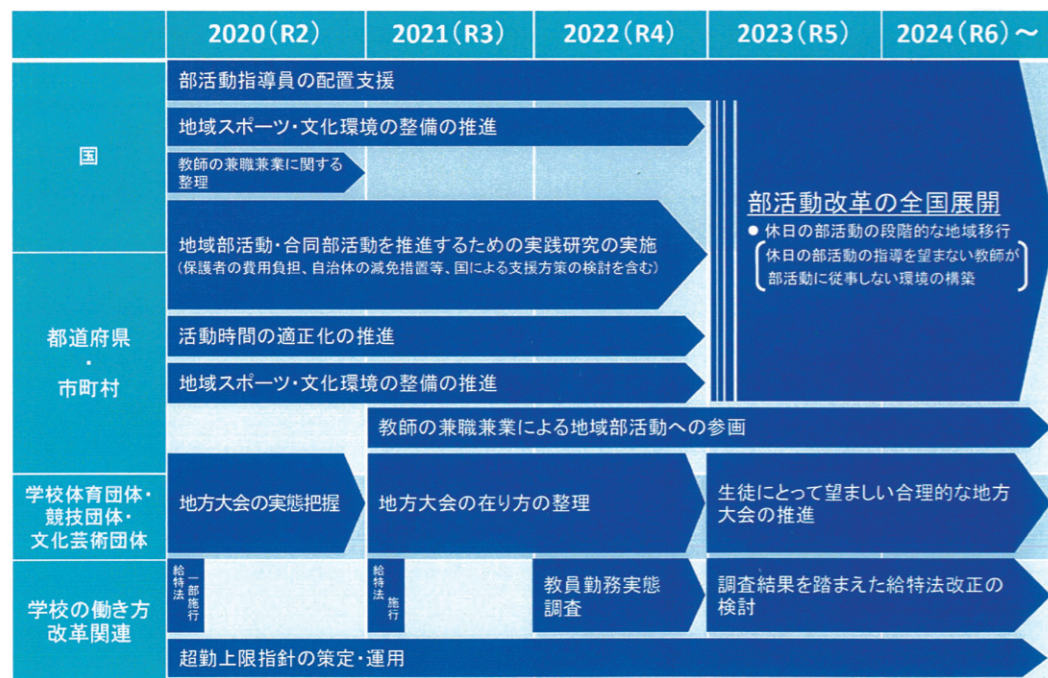 2020(R2)
2021(R3)
2022(R4)
2023(R5)
2024(R6)～
国
部活動指導員の配置支援
地域スポーツ・文化環境の整備の推進
教師の兼職兼業に関する
整理
地域部活動・合同部活動を推進するための実践研究の実施
(保護者の費用負担、自治体の減免措置等、国による支援方策の検討を含む)
部活動改革の全国展開
● 休日の部活動の段階的な地域移行
休日の部活動の指導を望まない教師が
部活動に従事しない環境の構築
都道府県
・
市町村
活動時間の適正化の推進
地域スポーツ・文化環境の整備の推進
教師の兼職兼業による地域部活動への参画
学校体育団体・
競技団体・
文化芸術団体
地方大会の実態把握
地方大会の在り方の整理
生徒にとって望ましい合理的な地方
大会の推進
学校の働き方
改革関連
給特法
一部施行
給特法
施行
教員勤務実態
調査
調査結果を踏まえた給特法改正の
検討
超勤上限指針の策定・運用